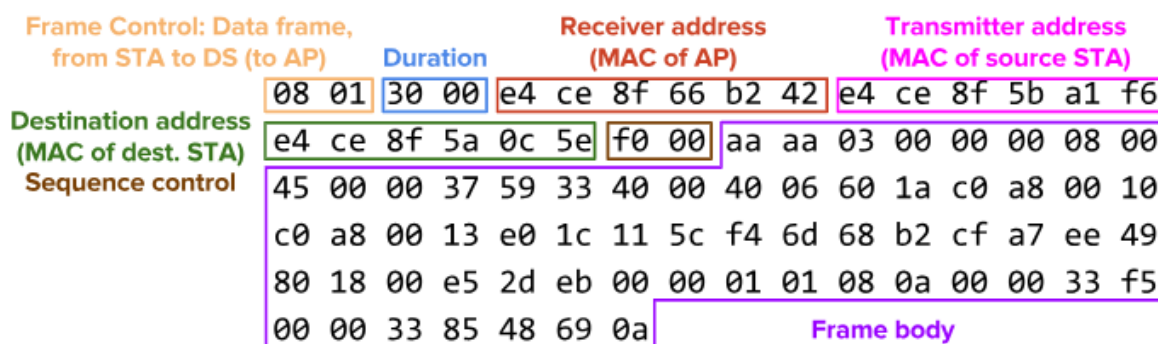 Frame Control: Data frame,
from STA to DS (to AP)
Duration
Receiver address
(MAC of AP)
Transmitter address
(MAC of source STA)
08 01 30 00 e4 ce 8f 66 b2 42 e4 ce 8f 5b a1 f6
Destination address
(MAC of dest. STA)
Sequence control
e4 ce 8f 5a 0c 5e f0 00 aa aa 03 00 00 00 08 00
45 00 00 37 59 33 40 00 40 06 60 1a c0 a8 00 10
c0 a8 00 13 e0 1c 11 5c f4 6d 68 b2 cf a7 ee 49
80 18 00 e5 2d eb 00 00 01 01 08 0a 00 00 33 f5
00 00 33 85 48 69 0a
Frame body